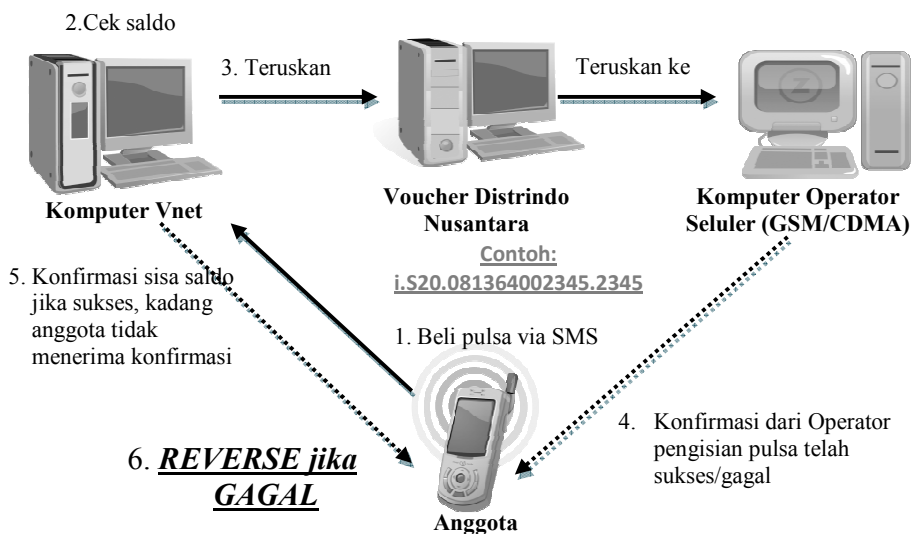 2.Cek saldo
3. Teruskan
Teruskan ke
Komputer Vnet
Voucher Distrindo
Nusantara
Komputer Operator
Seluler (GSM/CDMA)
Contoh:
i.S20.081364002345.2345
5. Konfirmasi sisa saldo
jika sukses, kadang
anggota tidak
menerima konfirmasi
1. Beli pulsa via SMS
4. Konfirmasi dari Operator
pengisian pulsa telah
sukses/gagal
6. REVERSE jika
GAGAL
Anggota